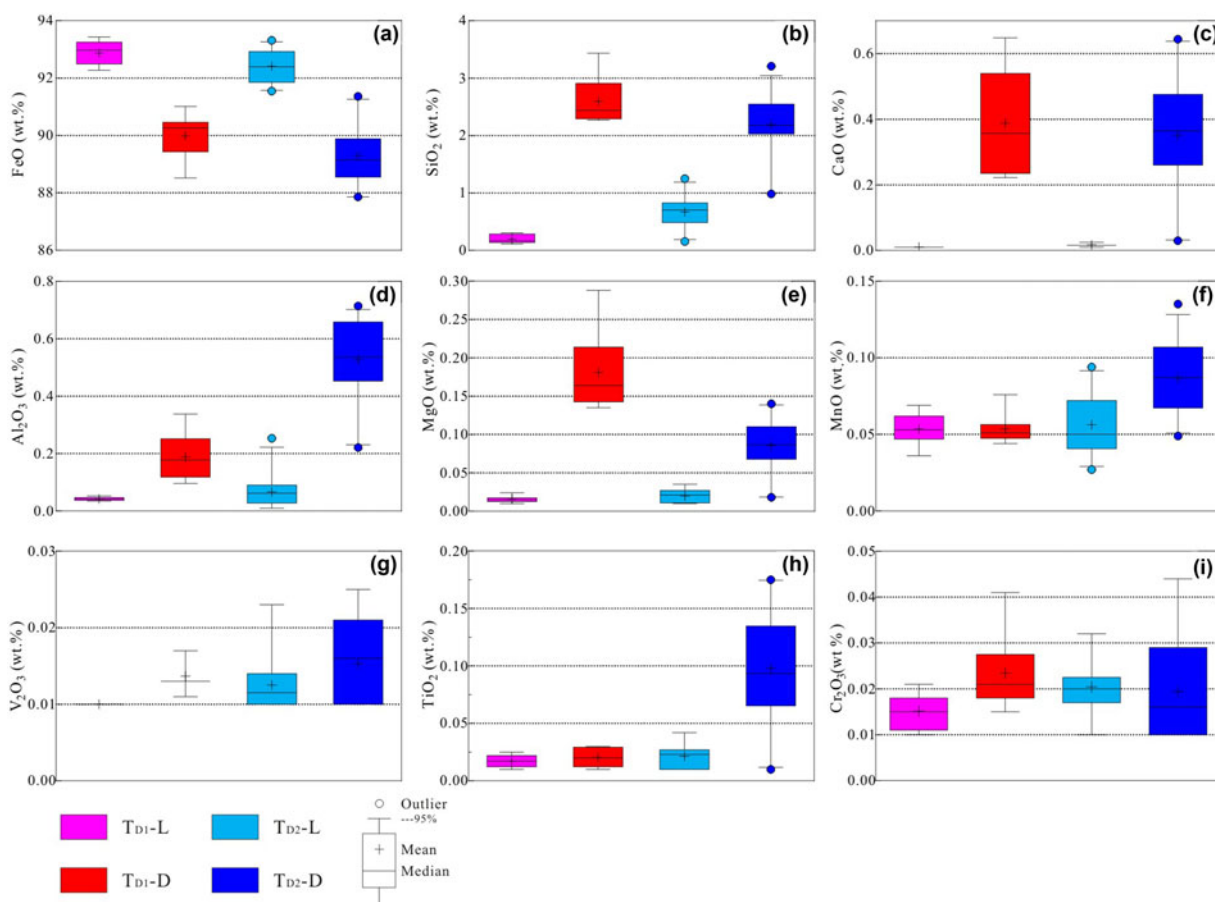 (a)
FeO (wt.%)
94
92
90
88
86
(b)
SiO₂ (wt.%)
4
3
2
1
0
(c)
CaO (wt.%)
0.6
0.4
0.2
0.0
(d)
Al₂O₃ (wt.%)
0.8
0.6
0.4
0.2
0.0
(e)
MgO (wt.%)
0.30
0.25
0.20
0.15
0.10
0.05
0.00
(f)
MnO (wt.%)
0.15
0.10
0.05
0.00
(g)
V₂O₃ (wt.%)
0.03
0.02
0.01
0.00
(h)
TiO₂ (wt.%)
0.20
0.15
0.10
0.05
0.00
(i)
Cr₂O₃(wt.%)
0.05
0.04
0.03
0.02
0.01
0.00
TD1-L
TD2-L
TD1-D
TD2-D
Outlier
---95%
Mean
Median